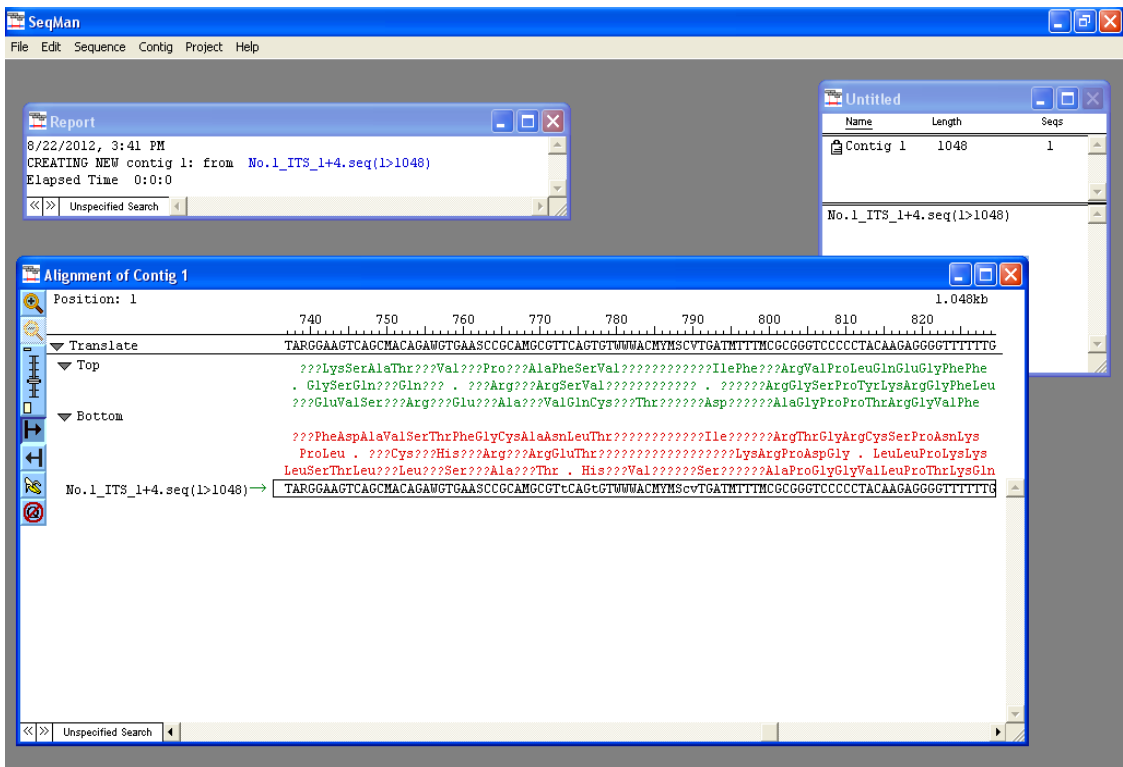 SeqMan
File Edit Sequence Contig Project Help
Report
8/22/2012, 3:41 PM
CREATING NEW contig 1: from No.1_ITS_1+4.seq(1>1048)
Elapsed Time 0:0:0
Unspecified Search
Untitled
Name Length Seqs
Contig 1 1048 1
No.1_ITS_1+4.seq(1>1048)
Alignment of Contig 1
Position: 1 1.048kb
740 750 760 770 780 790 800 810 820
Translate TARGGAAGTCAGCMACAGAWGTGAASCCGCAMGCGTTCAGTGTWWWACMYMSCVTGATMTTTMCGCGGGTCCCCCTACAAGAGGGGTTTTTTG
Top ???LysSerAlaThr???Val???Pro???AlaPheSerVal????????????IlePhe???ArgValProLeuGlnGluGlyPhePhe
. GlySerGln???Gln??? . ???Arg???ArgSerVal???????????? . ??????ArgGlySerProTyrLysArgGlyPheLeu
???GluValSer???Arg???Glu???Ala???ValGlnCys???Thr??????Asp??????AlaGlyProProThrArgGlyValPhe
Bottom
???PheAspAlaValSerThrPheGlyCysAlaAsnLeuThr????????????Ile??????ArgThrGlyArgCysSerProAsnLys
ProLeu . ???Cys???His???Arg???ArgGluThr??????????????????LysArgProAspGly . LeuLeuProLysLys
LeuSerThrLeu???Leu???Ser???Ala???Thr . His???Val??????Ser??????AlaProGlyGlyValLeuProThrLysGln
No.1_ITS_1+4.seq(1>1048) TARGGAAGTCAGCMACAGAWGTGAASCCGCAMGCGTtCAGtGTWWWACMYMScvTGATMTTTMCGCGGGTCCCCCTACAAGAGGGGTTTTTTG
Unspecified Search